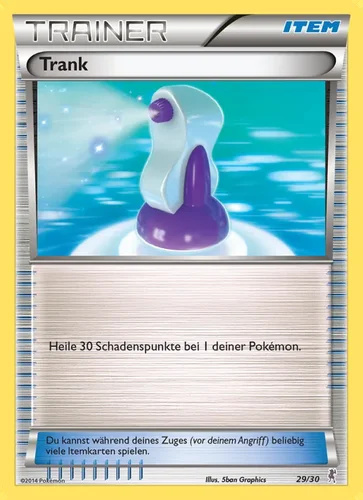 TRAINER
ITEM
Trank
Heile 30 Schadenspunkte bei 1 deiner Pokémon.
Du kannst während deines Zuges (vor deinem Angriff) beliebig
viele Itemkarten spielen.
©2014 Pokémon
Illus. 5ban Graphics
29/30